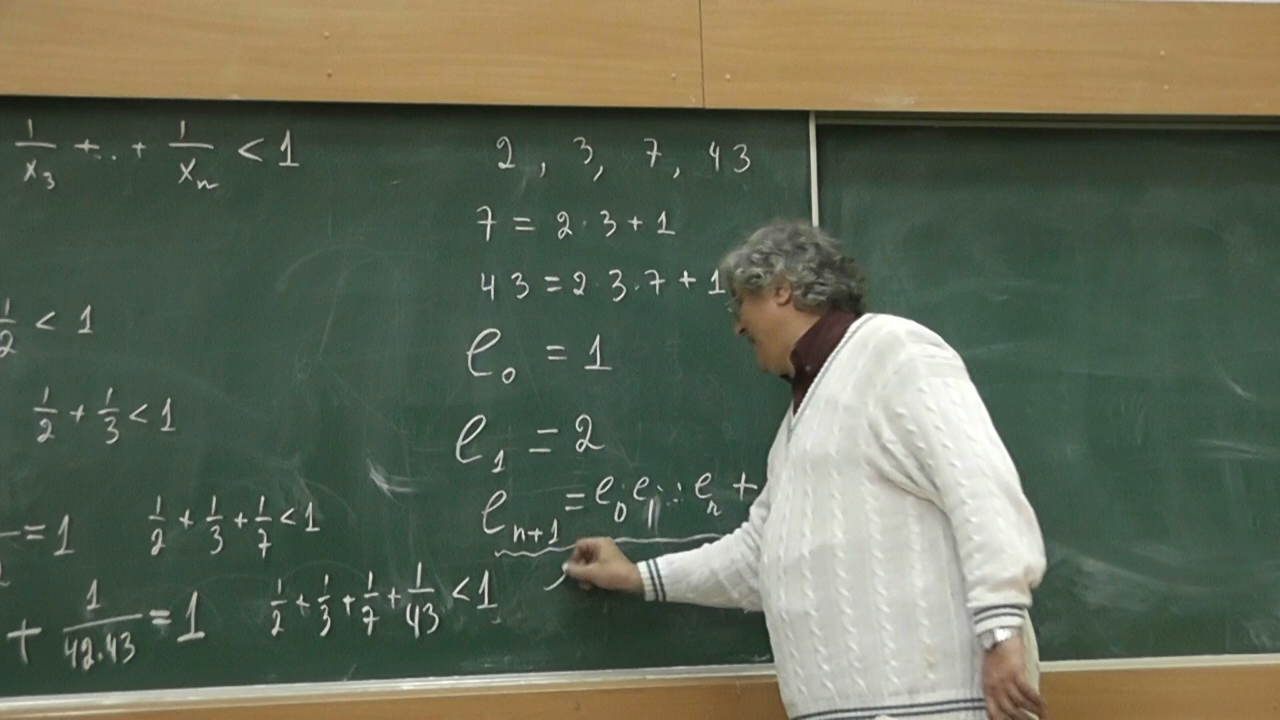 1/x₃ + .. + 1/xₙ < 1
1/2 < 1
1/2 + 1/3 < 1
= 1
1/2 + 1/3 + 1/7 < 1
+ 1/(42·43) = 1
1/2 + 1/3 + 1/7 + 1/43 < 1
2 , 3, 7, 43
7 = 2·3 + 1
43 = 2·3·7 + 1
e₀ = 1
e₁ = 2
eₙ₊₁ = e₀e₁...eₙ +